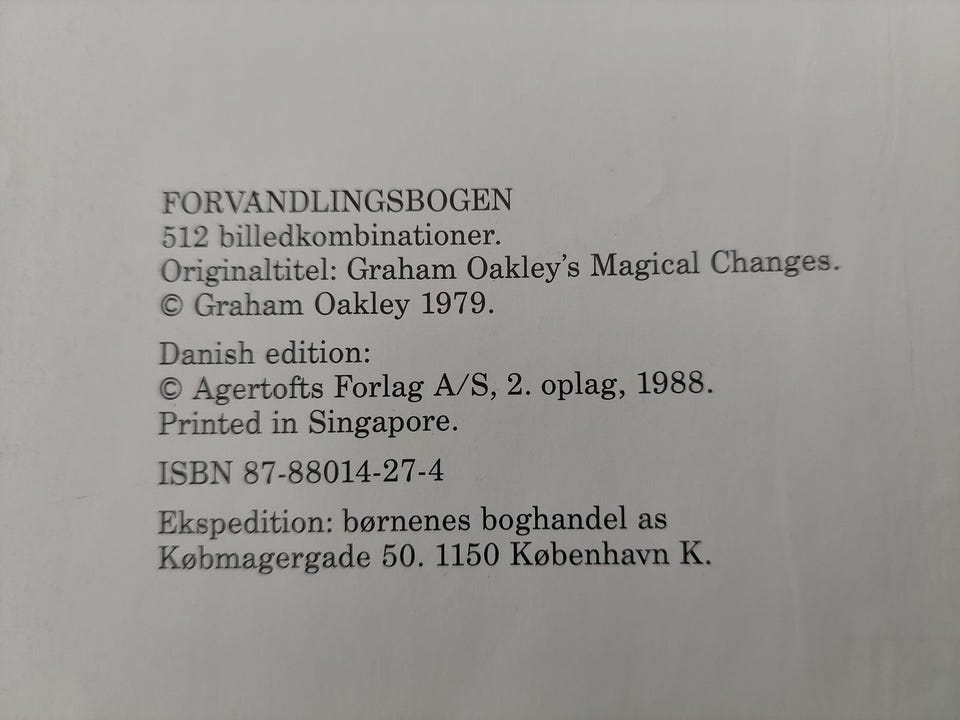 FORVANDLINGSBOGEN
512 billedkombinationer.
Originaltitel: Graham Oakley's Magical Changes.
© Graham Oakley 1979.
Danish edition:
© Agertofts Forlag A/S, 2. oplag, 1988.
Printed in Singapore.
ISBN 87-88014-27-4
Ekspedition: børnenes boghandel as
Købmagergade 50. 1150 København K.